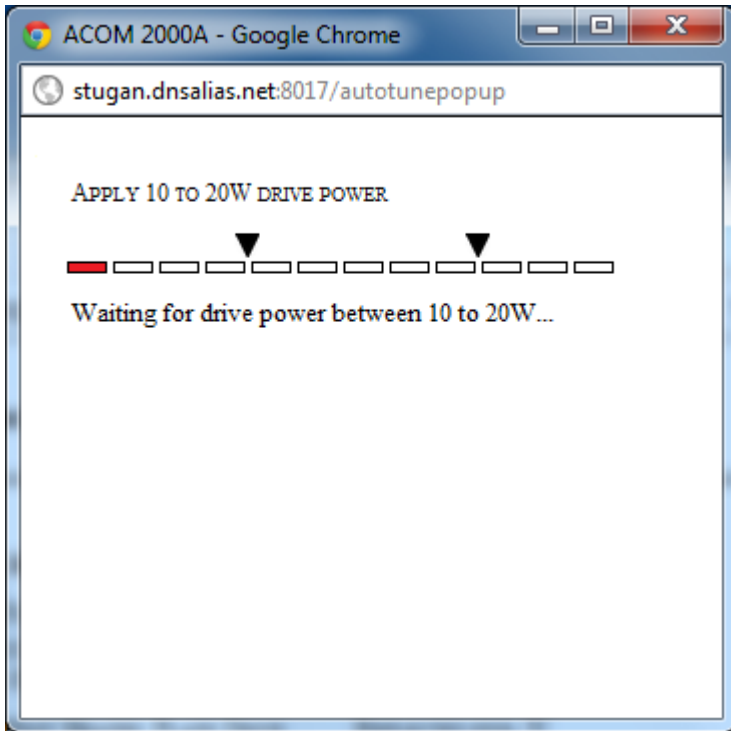 ACOM 2000A - Google Chrome
stugan.dnsalias.net:8017/autotunepopup
APPLY 10 TO 20W DRIVE POWER
Waiting for drive power between 10 to 20W...